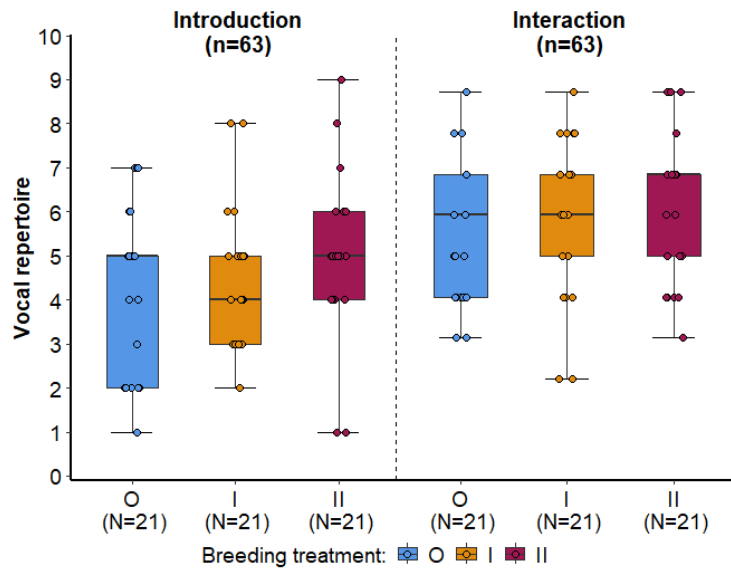 Introduction
(n=63)
Interaction
(n=63)
Vocal repertoire
10
9
8
7
6
5
4
3
2
1
0
O I II O I II
(N=21) (N=21) (N=21) (N=21) (N=21) (N=21)
Breeding treatment: O I II